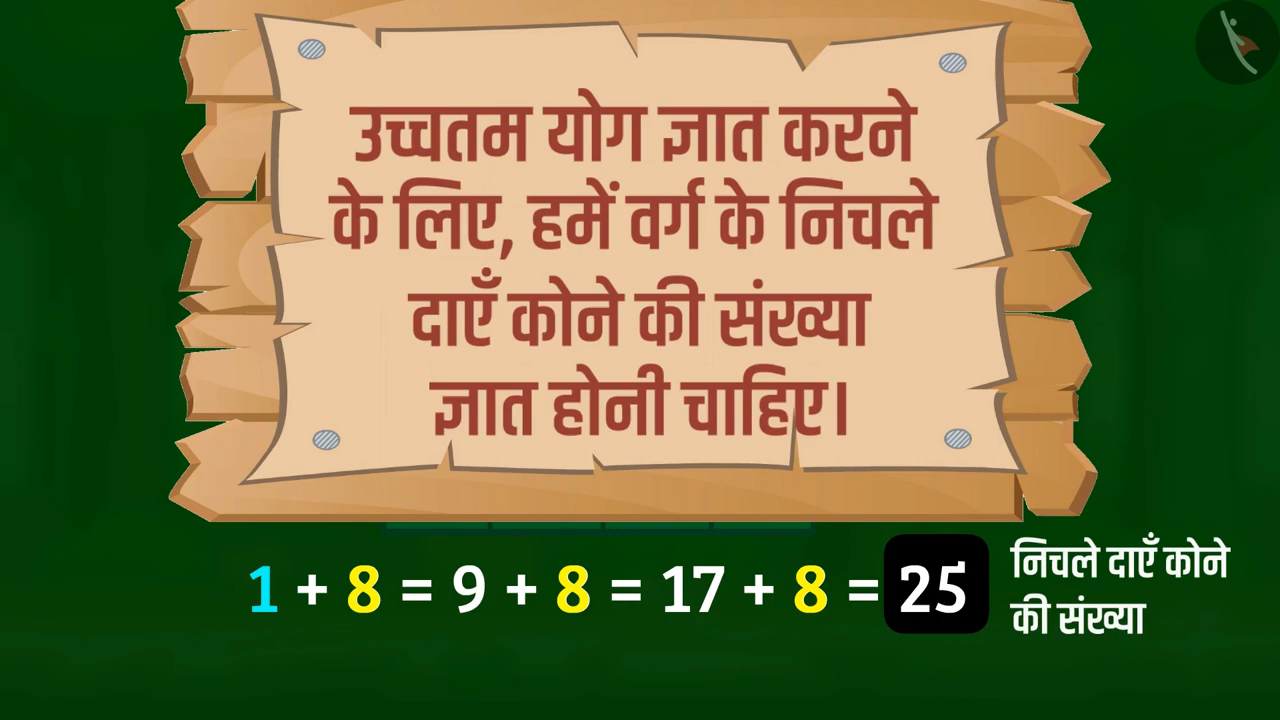 उच्चतम योग ज्ञात करने
के लिए, हमें वर्ग के निचले
दाएँ कोने की संख्या
ज्ञात होनी चाहिए।
1 + 8 = 9 + 8 = 17 + 8 = 25
निचले दाएँ कोने
की संख्या